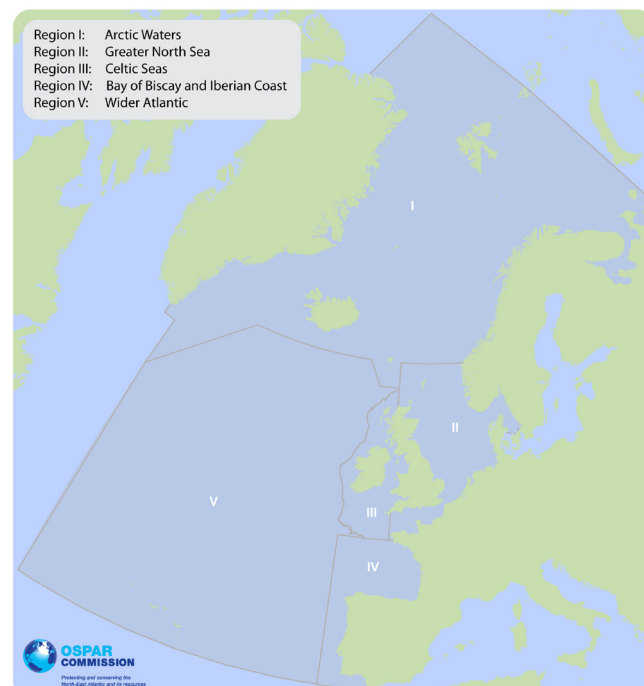 Region I: Arctic Waters
Region II: Greater North Sea
Region III: Celtic Seas
Region IV: Bay of Biscay and Iberian Coast
Region V: Wider Atlantic
I
II
V
III
IV
OSPAR
COMMISSION
Protecting and conserving the
North-East Atlantic and its resources